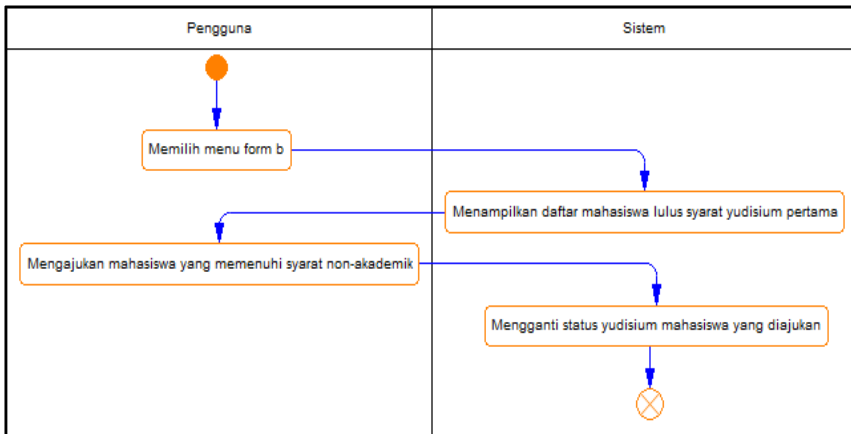 Pengguna
Sistem
Memilih menu form b
Menampilkan daftar mahasiswa lulus syarat yudisium pertama
Mengajukan mahasiswa yang memenuhi syarat non-akademik
Mengganti status yudisium mahasiswa yang diajukan